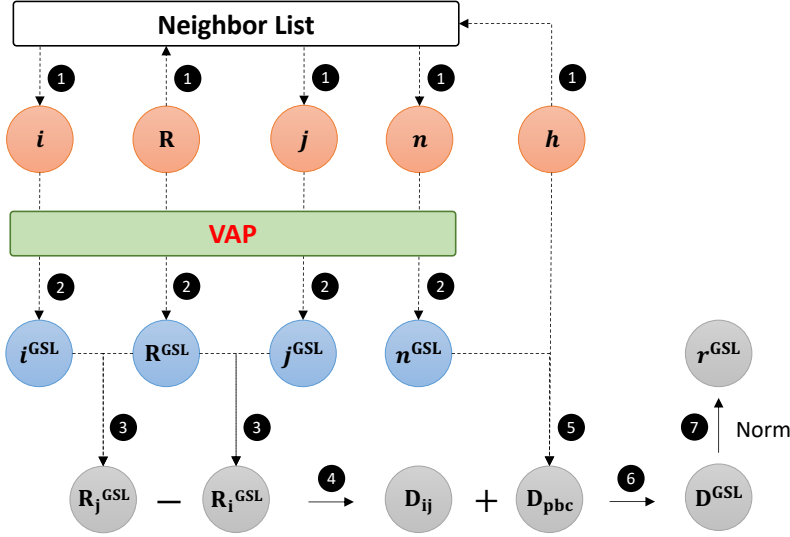 Neighbor List
1 1 1 1 1
i R j n h
VAP
2 2 2 2
i^GSL R^GSL j^GSL n^GSL r^GSL
3 3 5 7 Norm
R_j^GSL − R_i^GSL 4 D_ij + D_pbc 6 D^GSL